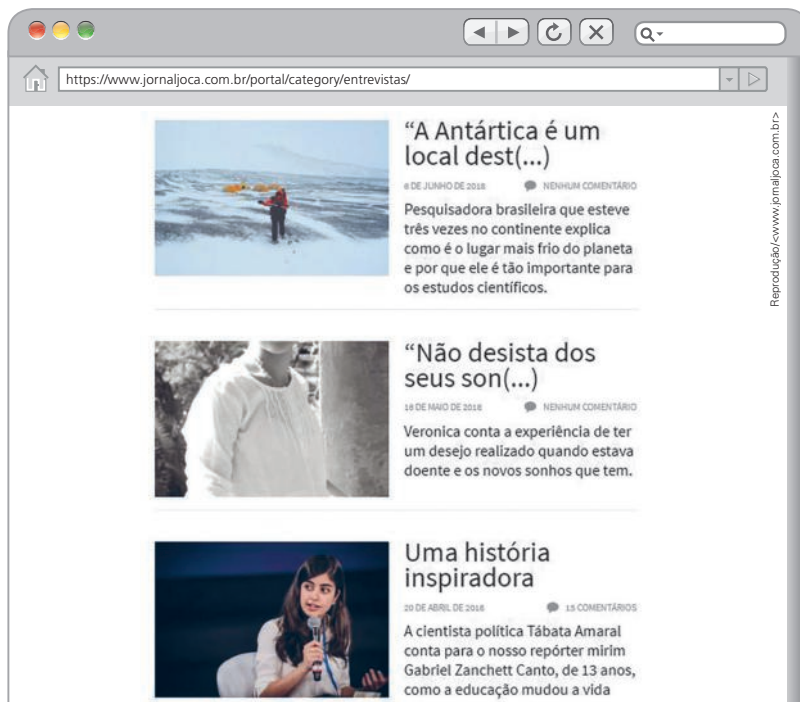 https://www.jornaljoca.com.br/portal/category/entrevistas/
“A Antártica é um
local dest(...)
6 DE JUNHO DE 2018 NENHUM COMENTÁRIO
Pesquisadora brasileira que esteve
três vezes no continente explica
como é o lugar mais frio do planeta
e por que ele é tão importante para
os estudos científicos.
“Não desista dos
seus son(...)
DE MAIO DE 2018 NENHUM COMENTÁRIO
Veronica conta a experiência de ter
um desejo realizado quando estava
doente e os novos sonhos que tem.
Uma história
inspiradora
20 DE ABRIL DE 2018 15 COMENTÁRIOS
A cientista política Tábata Amaral
conta para o nosso repórter mirim
Gabriel Zanchett Canto, de 13 anos,
como a educação mudou a vida
Reprodução/<www.jornaljoca.com.br>